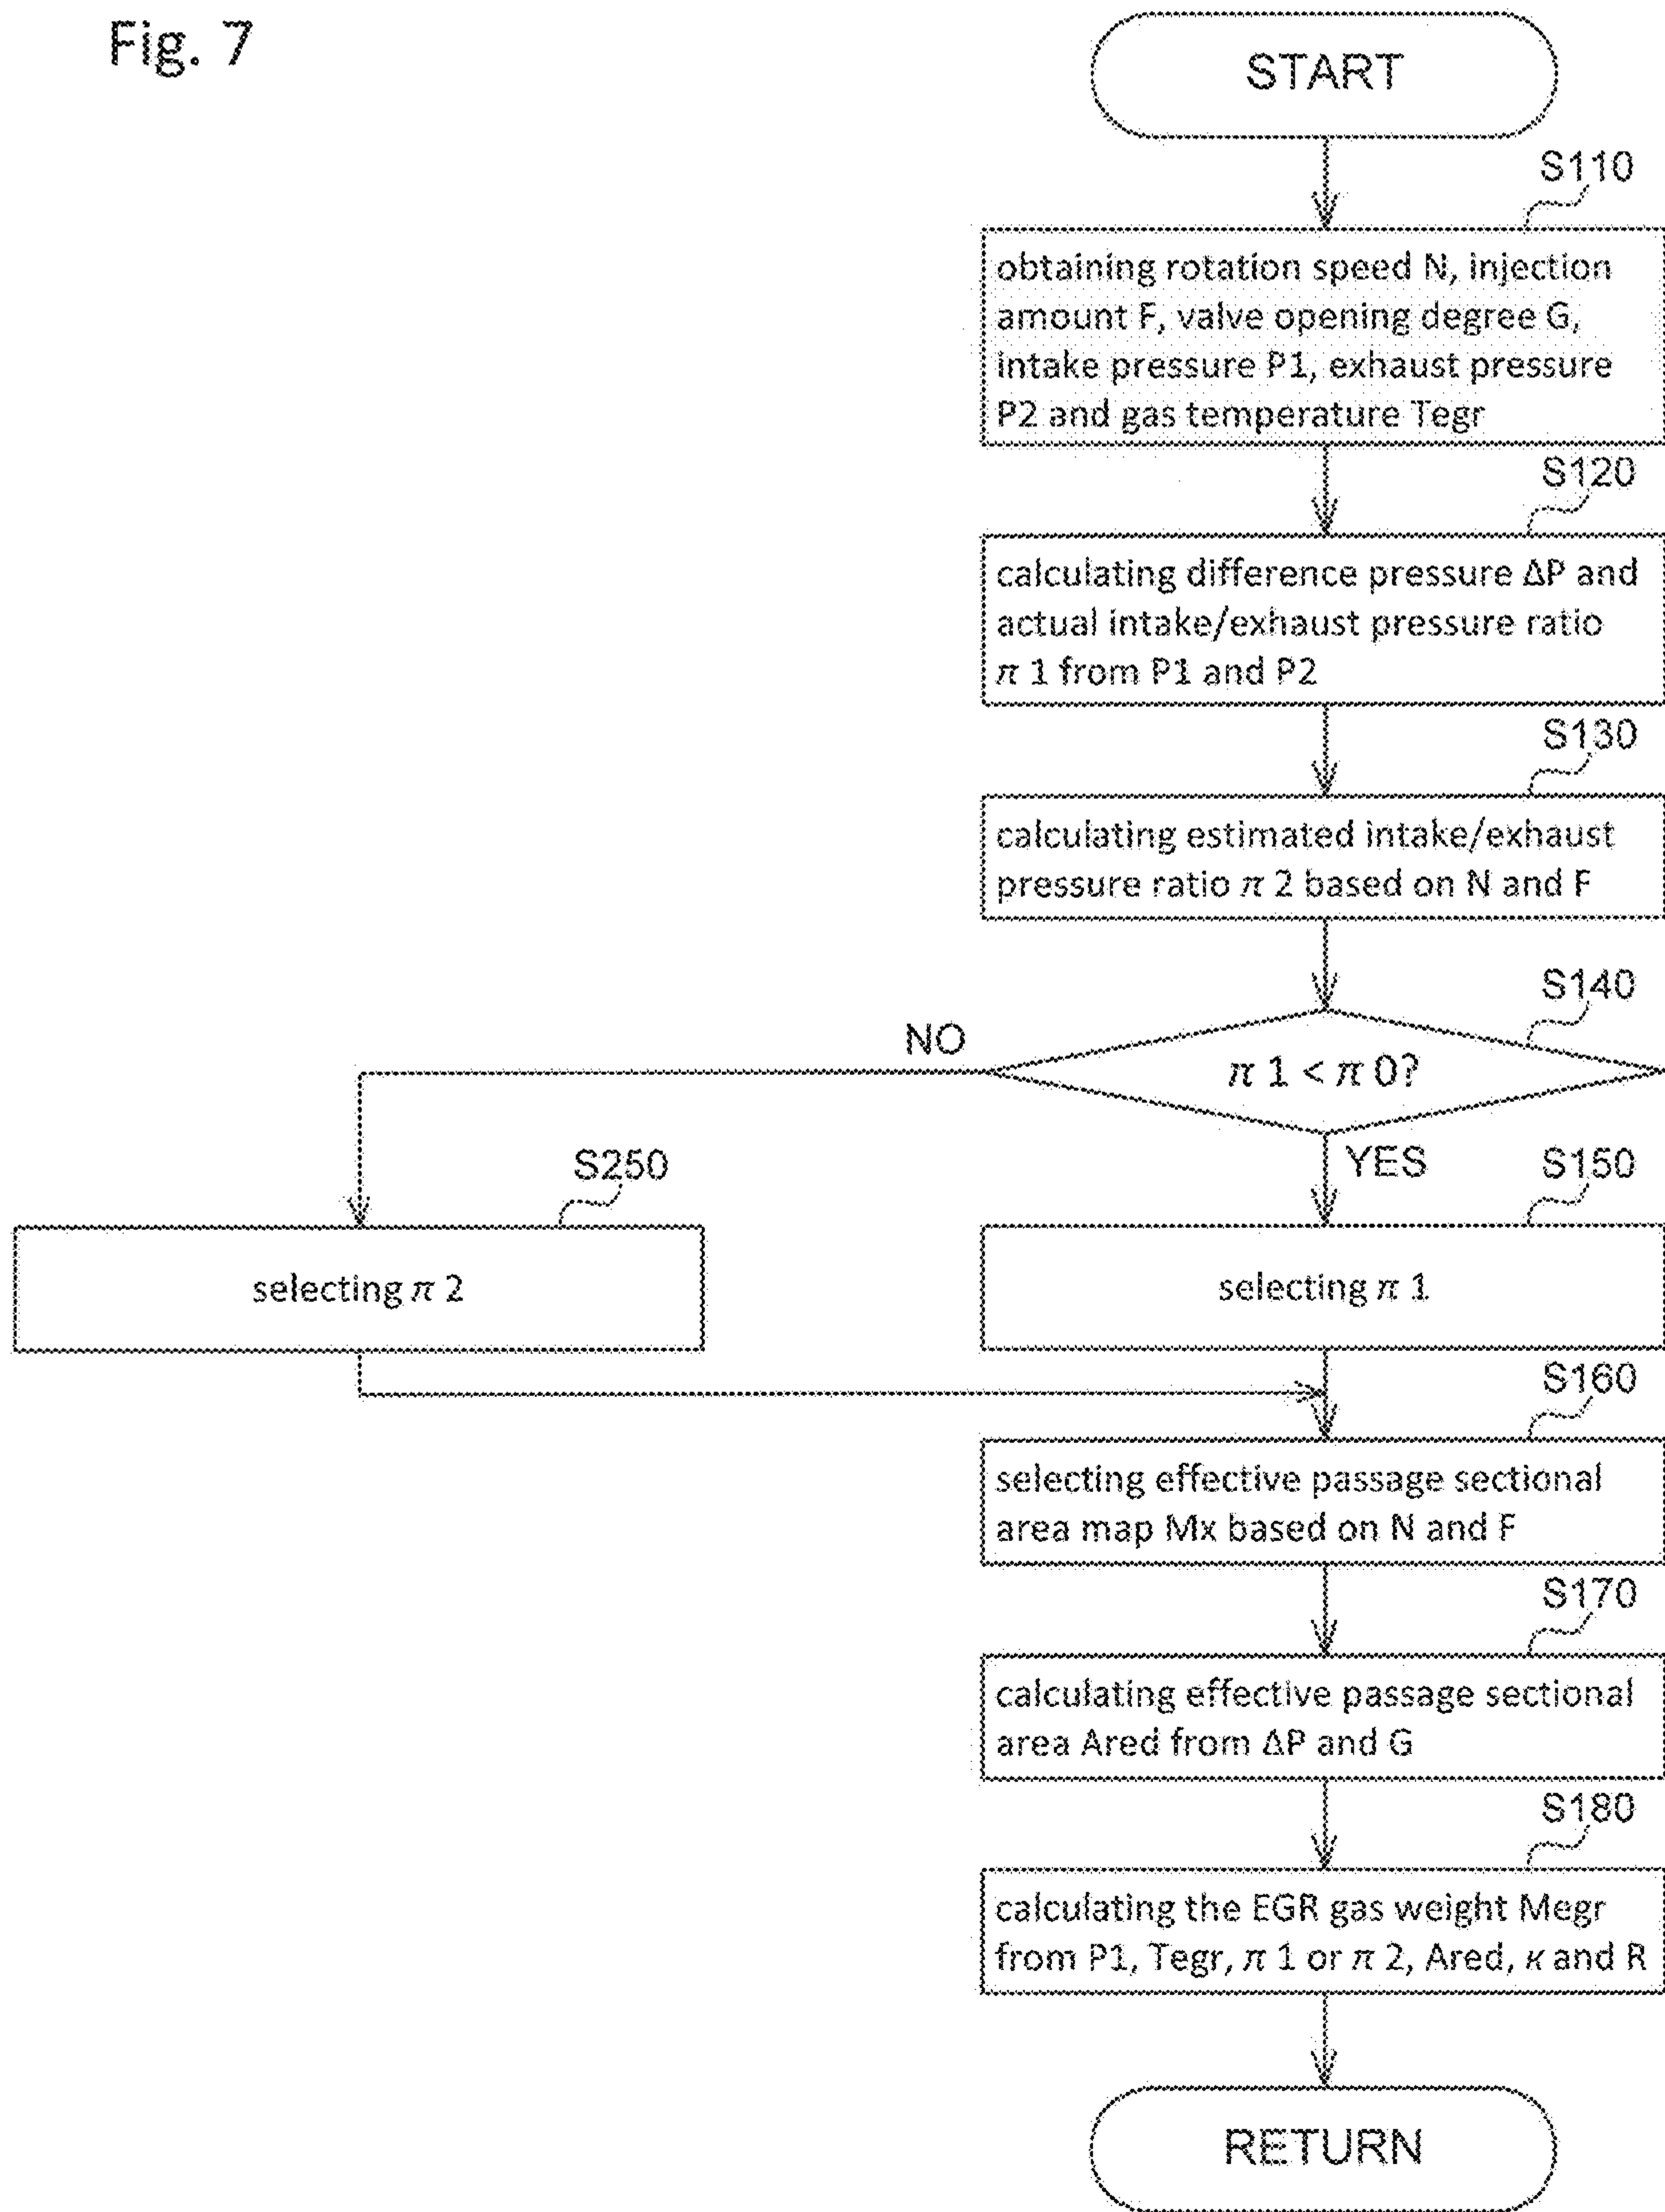 Fig. 7
START
S110
obtaining rotation speed N, injection
amount F, valve opening degree G,
intake pressure P1, exhaust pressure
P2 and gas temperature Tegr
S120
calculating difference pressure ΔP and
actual intake/exhaust pressure ratio
π 1 from P1 and P2
S130
calculating estimated intake/exhaust
pressure ratio π 2 based on N and F
S140
π 1 < π 0?
NO
YES
S250
selecting π 2
S150
selecting π 1
S160
selecting effective passage sectional
area map Mx based on N and F
S170
calculating effective passage sectional
area Ared from ΔP and G
S180
calculating the EGR gas weight Megr
from P1, Tegr, π 1 or π 2, Ared, κ and R
RETURN